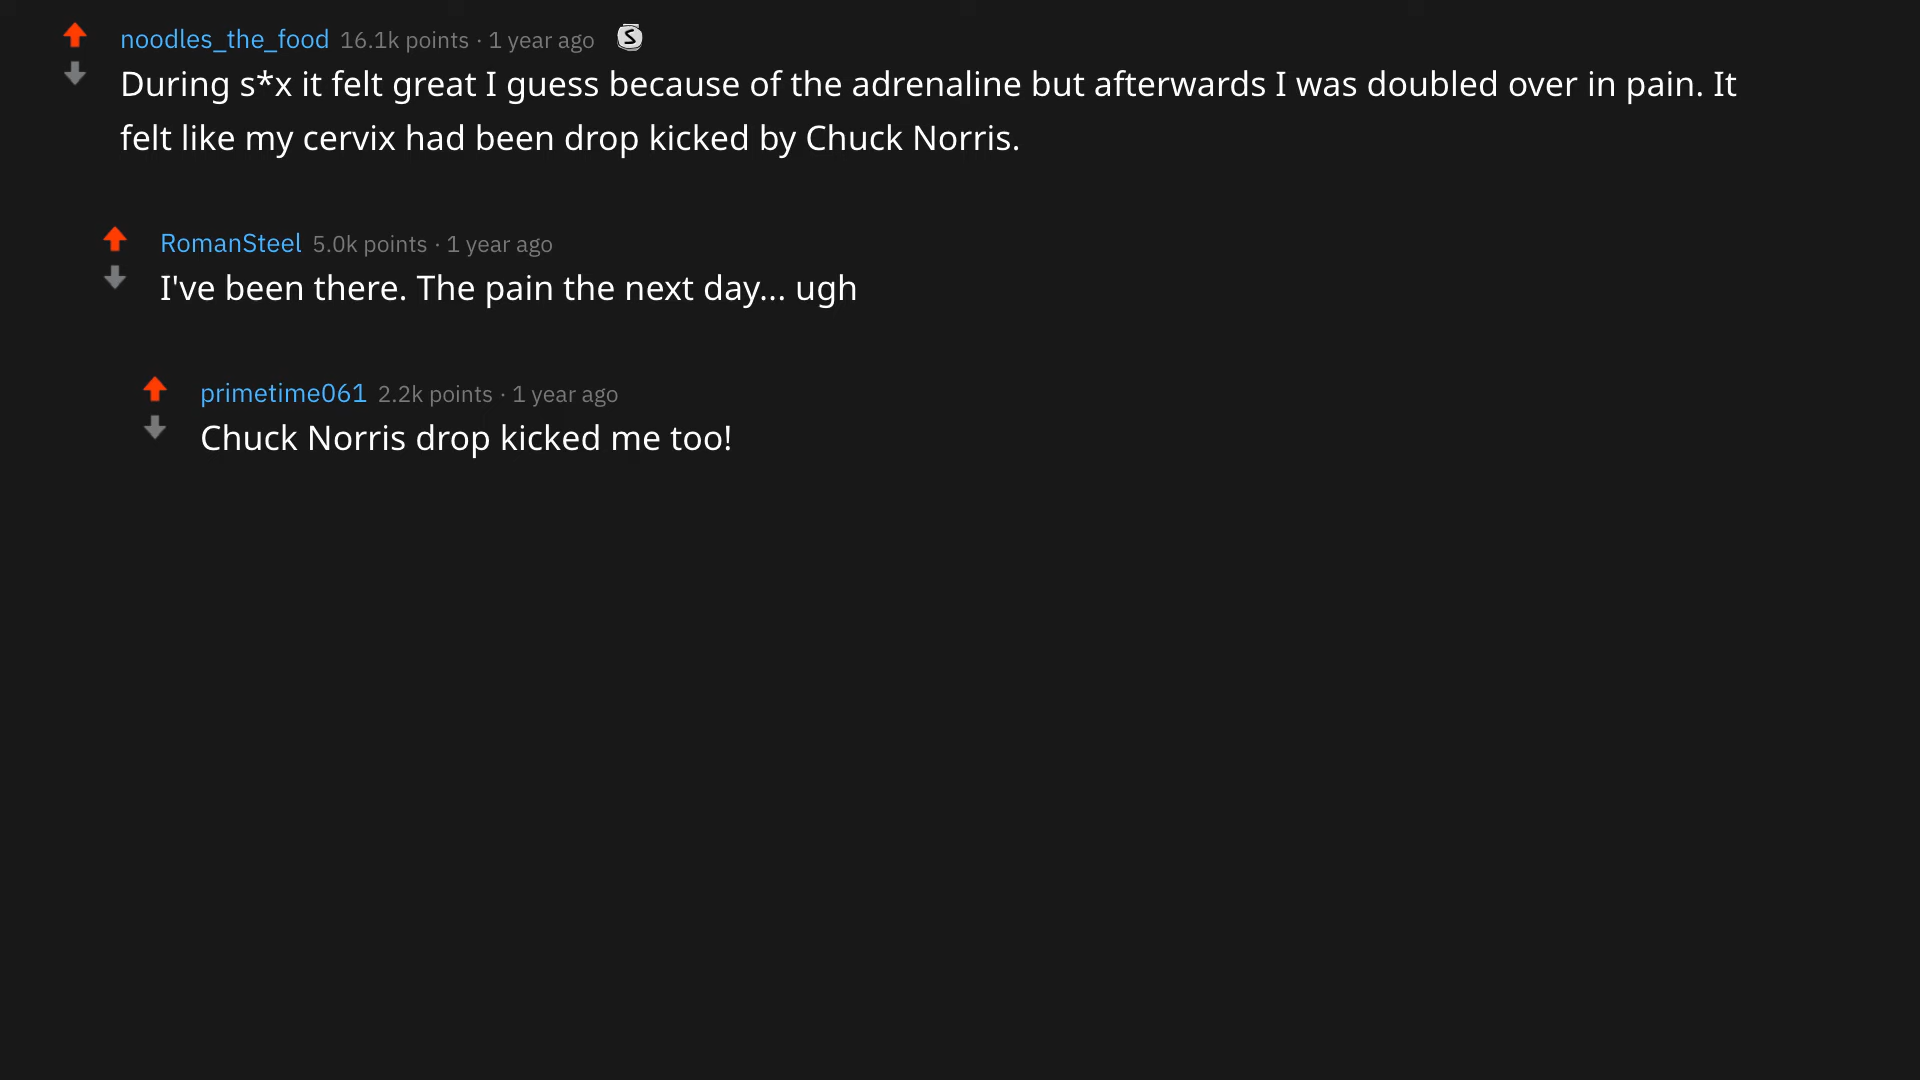 noodles_the_food 16.1k points · 1 year ago S
During s*x it felt great I guess because of the adrenaline but afterwards I was doubled over in pain. It
felt like my cervix had been drop kicked by Chuck Norris.
RomanSteel 5.0k points · 1 year ago
I've been there. The pain the next day... ugh
primetime061 2.2k points · 1 year ago
Chuck Norris drop kicked me too!